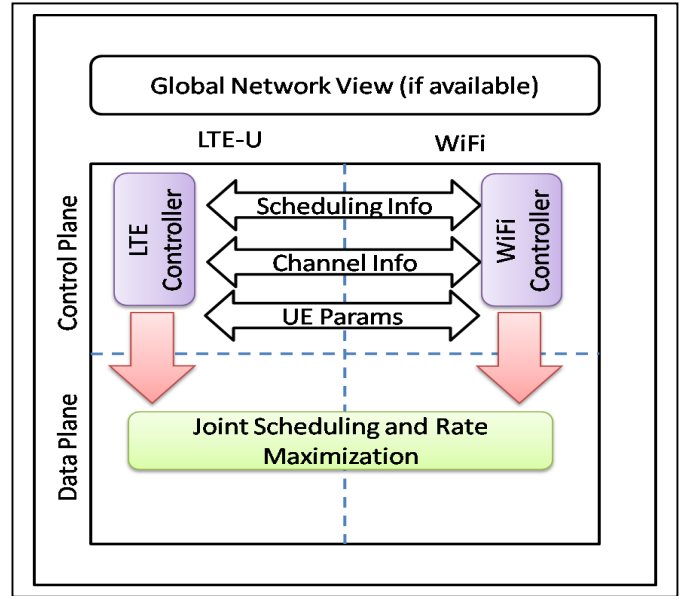 Global Network View (if available)
LTE-U
WiFi
Control Plane
LTE
Controller
Scheduling Info
Channel Info
UE Params
WiFi
Controller
Data Plane
Joint Scheduling and Rate
Maximization